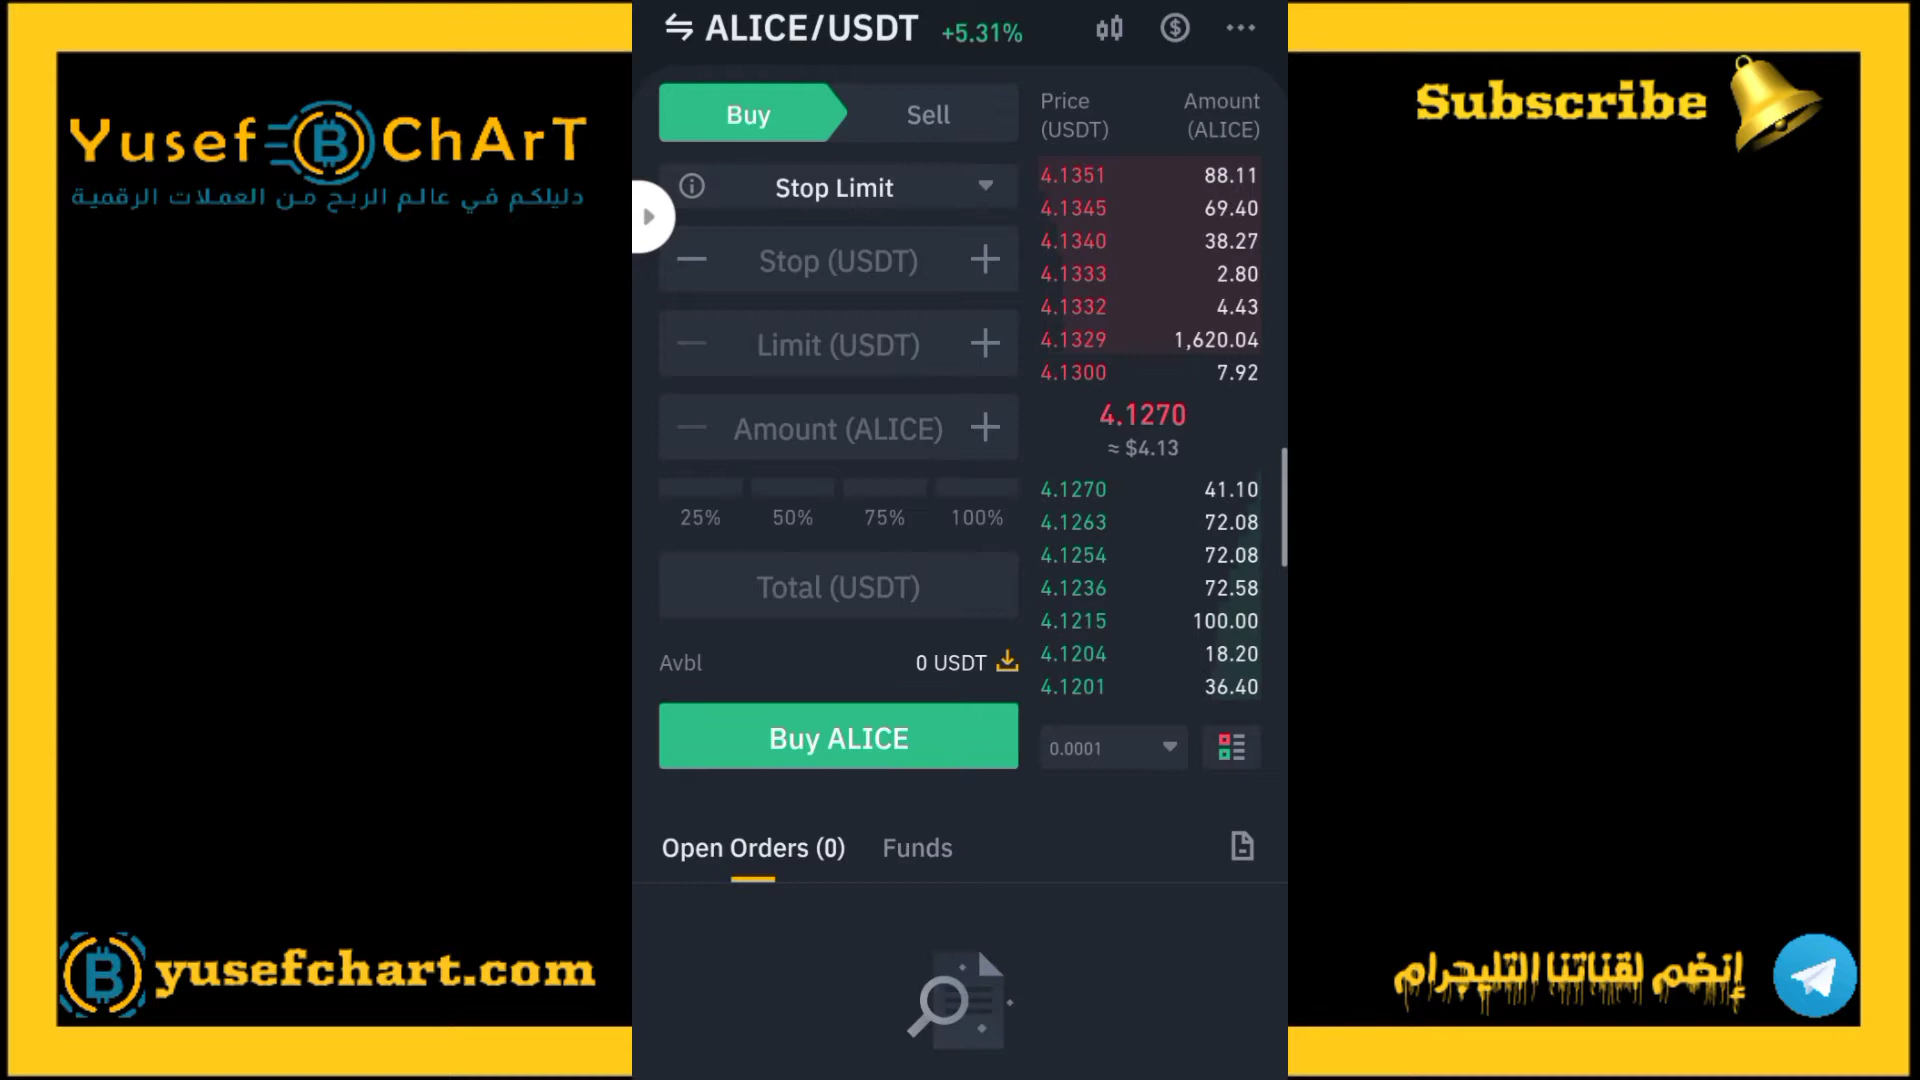 Yusef ChArT
دليلكم في عالم الربح من العملات الرقمية
ALICE/USDT +5.31%
Buy
Sell
Stop Limit
Stop (USDT)
Limit (USDT)
Amount (ALICE)
25% 50% 75% 100%
Total (USDT)
Avbl 0 USDT
Buy ALICE
Price (USDT) Amount (ALICE)
4.1351 88.11
4.1345 69.40
4.1340 38.27
4.1333 2.80
4.1332 4.43
4.1329 1,620.04
4.1300 7.92
4.1270
≈ $4.13
4.1270 41.10
4.1263 72.08
4.1254 72.08
4.1236 72.58
4.1215 100.00
4.1204 18.20
4.1201 36.40
0.0001
Open Orders (0) Funds
Subscribe
yusefchart.com
إنضم لقناتنا التليجرام